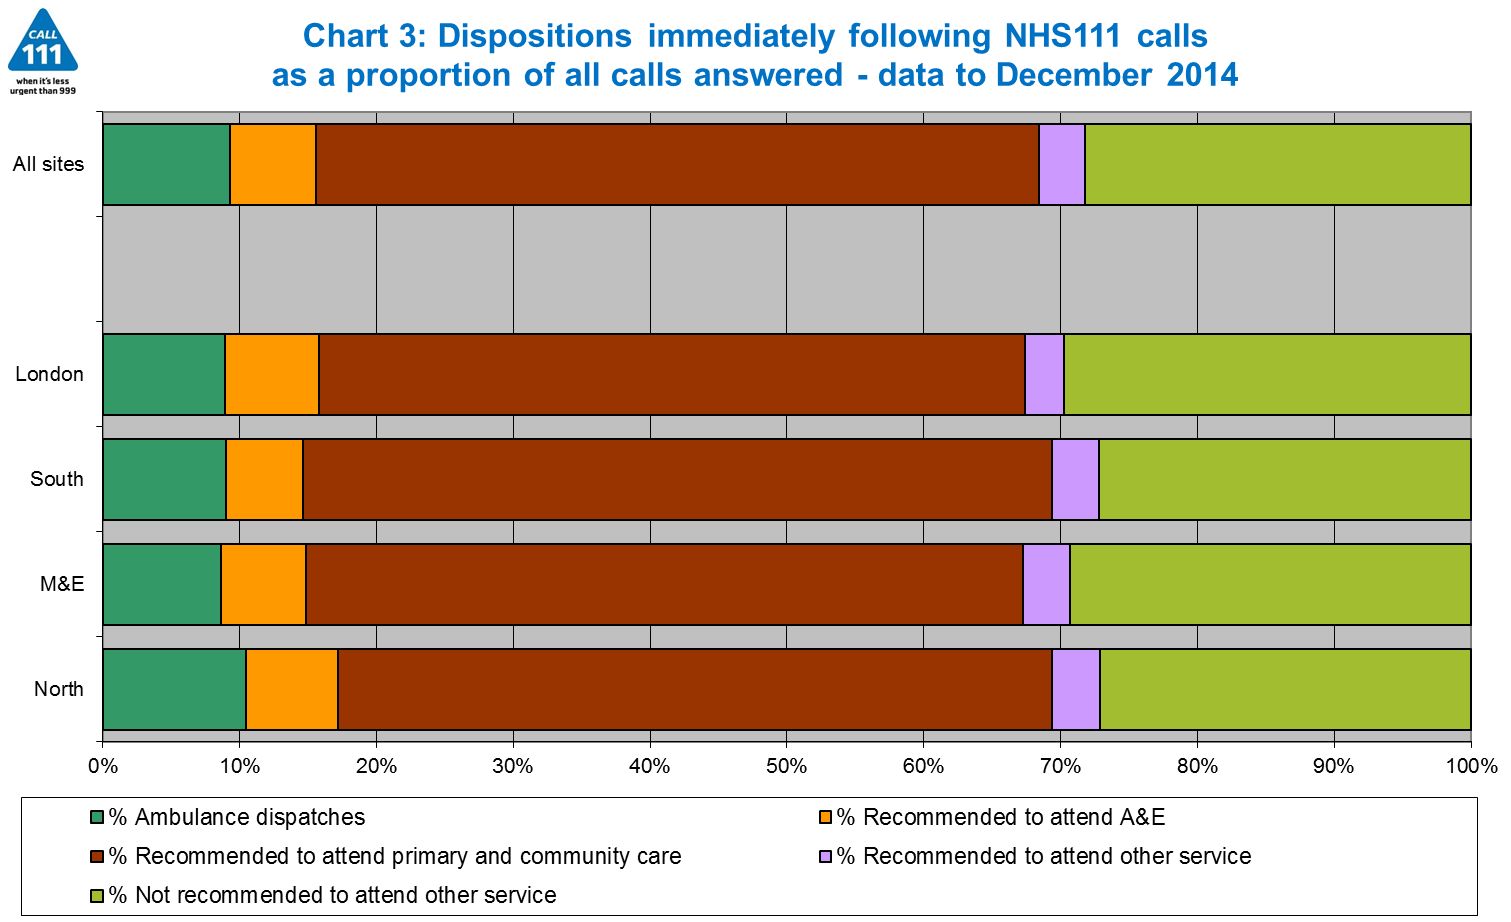 CALL
111
when it's less
urgent than 999
Chart 3: Dispositions immediately following NHS111 calls
as a proportion of all calls answered - data to December 2014
All sites
London
South
M&E
North
0% 10% 20% 30% 40% 50% 60% 70% 80% 90% 100%
% Ambulance dispatches % Recommended to attend A&E
% Recommended to attend primary and community care % Recommended to attend other service
% Not recommended to attend other service